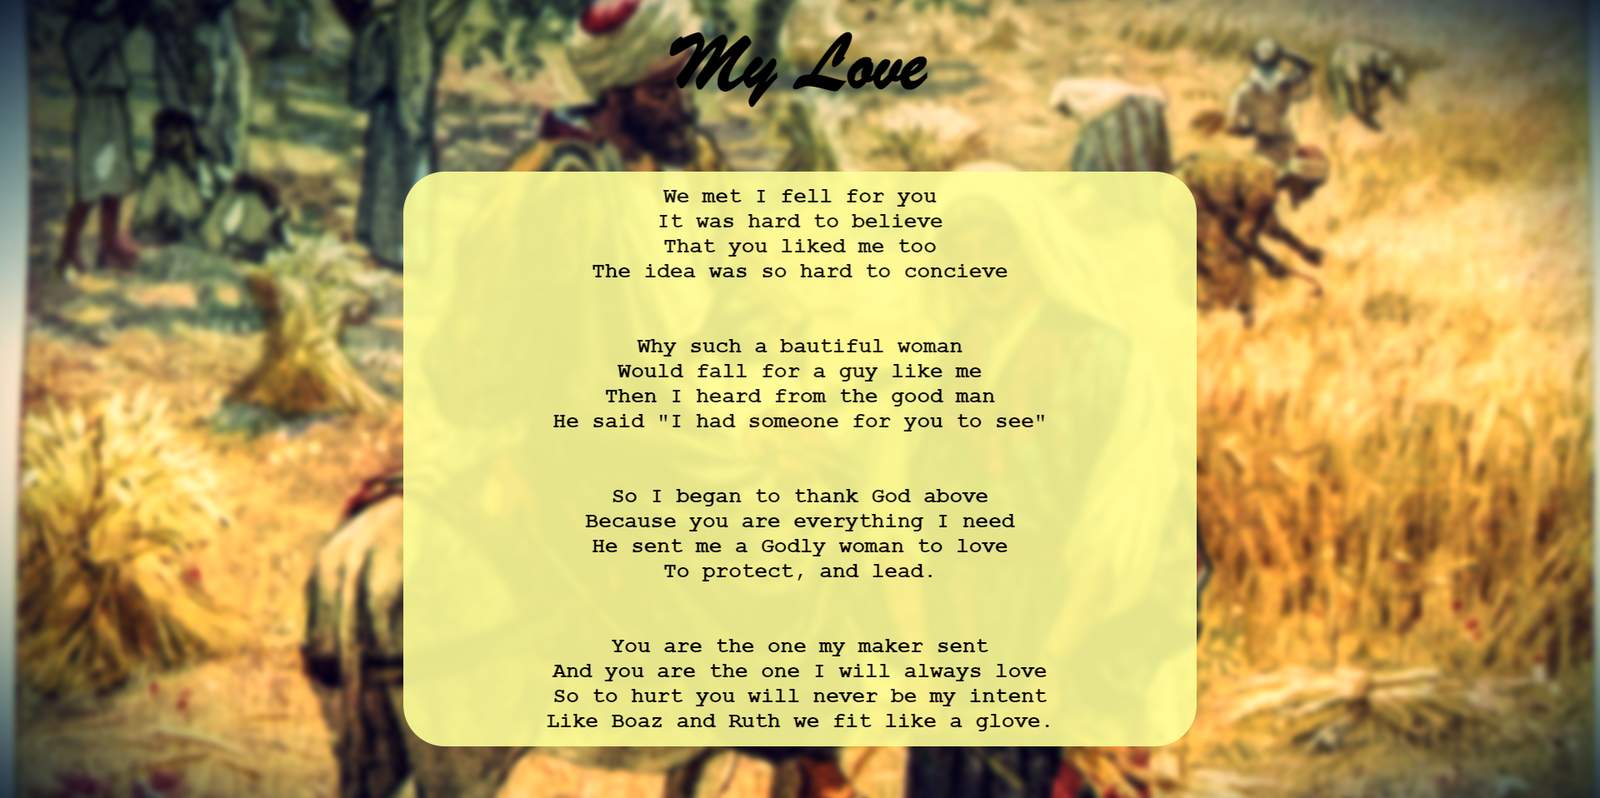 My Love
We met I fell for you
It was hard to believe
That you liked me too
The idea was so hard to concieve
Why such a bautiful woman
Would fall for a guy like me
Then I heard from the good man
He said "I had someone for you to see"
So I began to thank God above
Because you are everything I need
He sent me a Godly woman to love
To protect, and lead.
You are the one my maker sent
And you are the one I will always love
So to hurt you will never be my intent
Like Boaz and Ruth we fit like a glove.